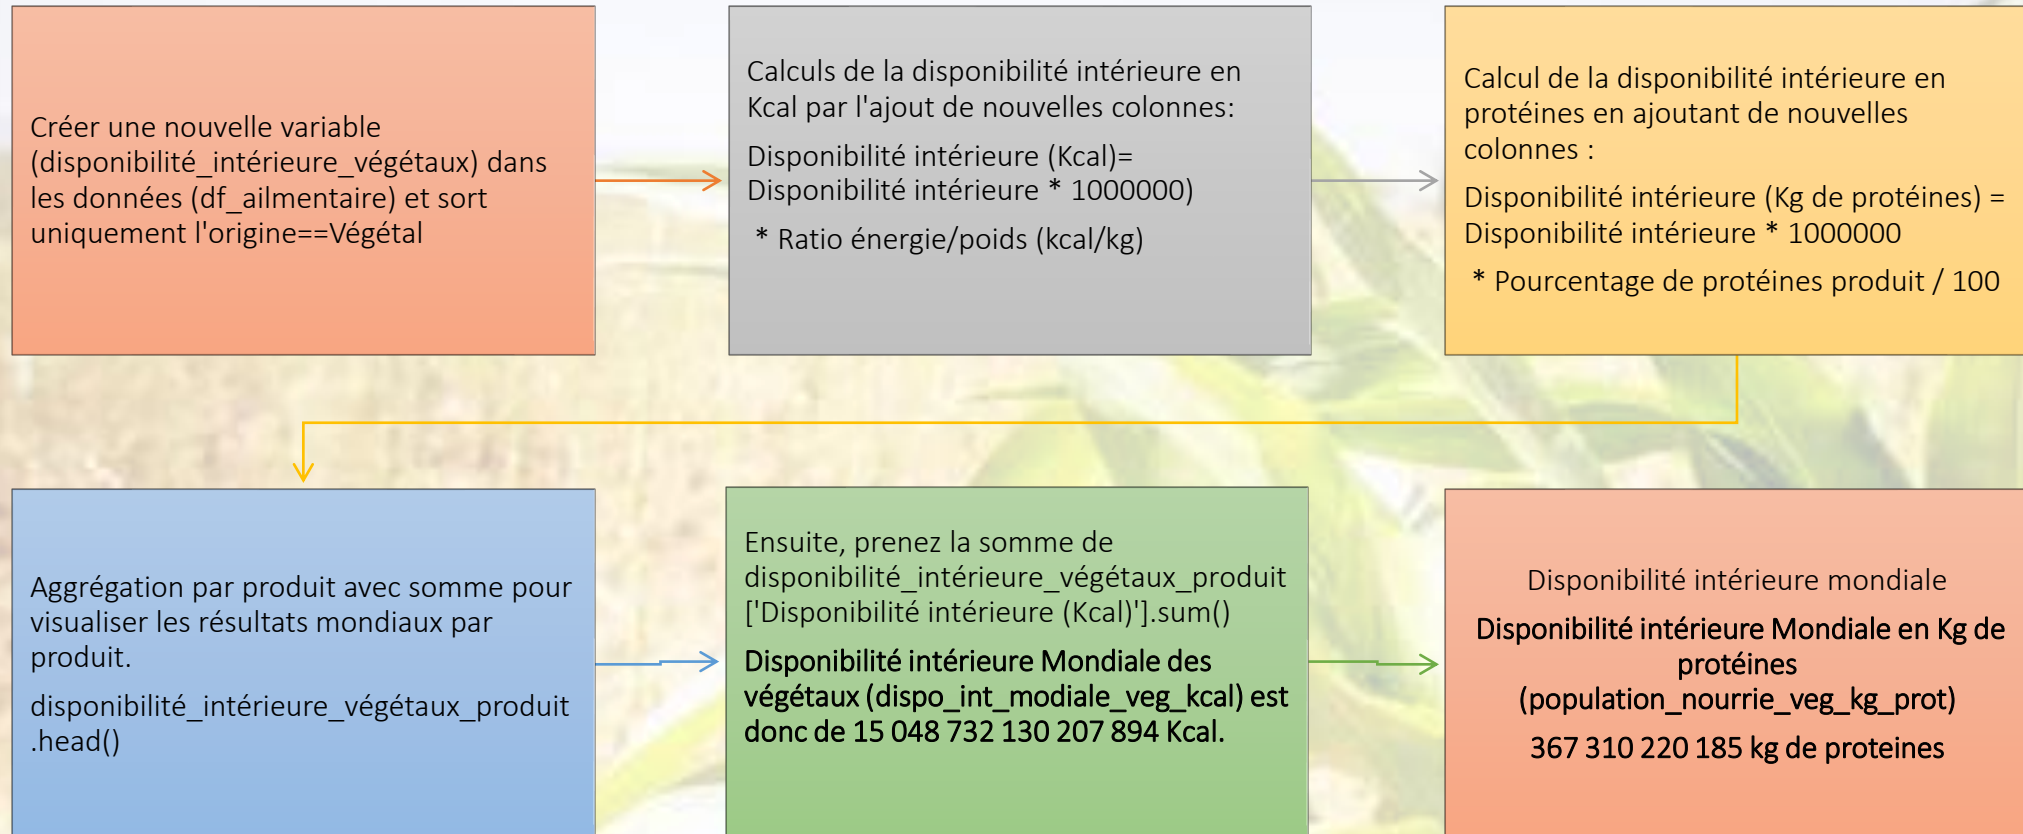 Créer une nouvelle variable
(disponibilité_intérieure_végétaux) dans
les données (df_ailmentaire) et sort
uniquement l'origine==Végétal
Calculs de la disponibilité intérieure en
Kcal par l'ajout de nouvelles colonnes:
Disponibilité intérieure (Kcal)=
Disponibilité intérieure * 1000000)
* Ratio énergie/poids (kcal/kg)
Calcul de la disponibilité intérieure en
protéines en ajoutant de nouvelles
colonnes :
Disponibilité intérieure (Kg de protéines) =
Disponibilité intérieure * 1000000
* Pourcentage de protéines produit / 100
Aggrégation par produit avec somme pour
visualiser les résultats mondiaux par
produit.
disponibilité_intérieure_végétaux_produit
.head()
Ensuite, prenez la somme de
disponibilité_intérieure_végétaux_produit
['Disponibilité intérieure (Kcal)'].sum()
Disponibilité intérieure Mondiale des
végétaux (dispo_int_modiale_veg_kcal) est
donc de 15 048 732 130 207 894 Kcal.
Disponibilité intérieure mondiale
Disponibilité intérieure Mondiale en Kg de
protéines
(population_nourrie_veg_kg_prot)
367 310 220 185 kg de proteines